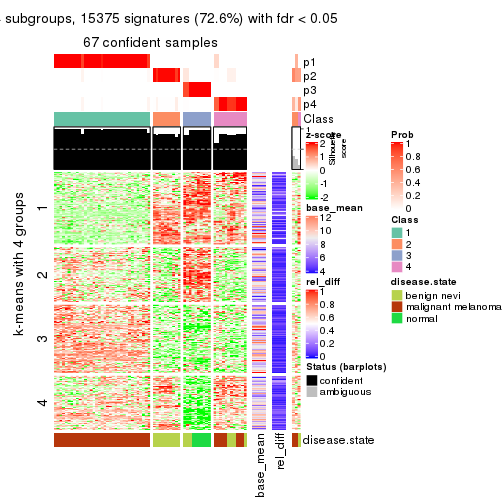 subgroups, 15375 signatures (72.6%) with fdr < 0.05
67 confident samples
p1
p2
p3
p4
Class
1
Silhouette
score
k-means with 4 groups
1
2
3
4
base_mean
rel_diff
disease.state
z-score
2
1
0
-1
-2
base_mean
12
10
8
6
4
rel_diff
1
0.8
0.6
0.4
0.2
0
Status (barplots)
confident
ambiguous
Prob
1
0.8
0.6
0.4
0.2
0
Class
1
2
3
4
disease.state
benign nevi
malignant melanoma
normal